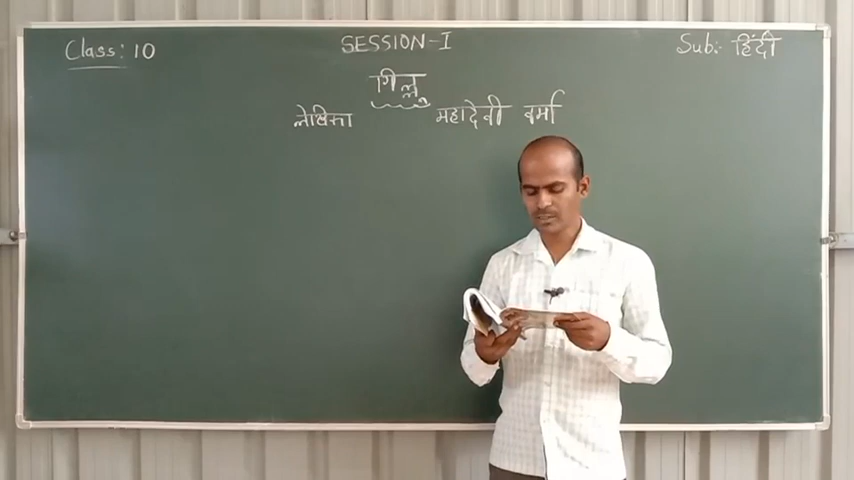 Class: 10 SESSION-I Sub:- हिंदी
गिल्लू
लेखिका महादेवी वर्मा